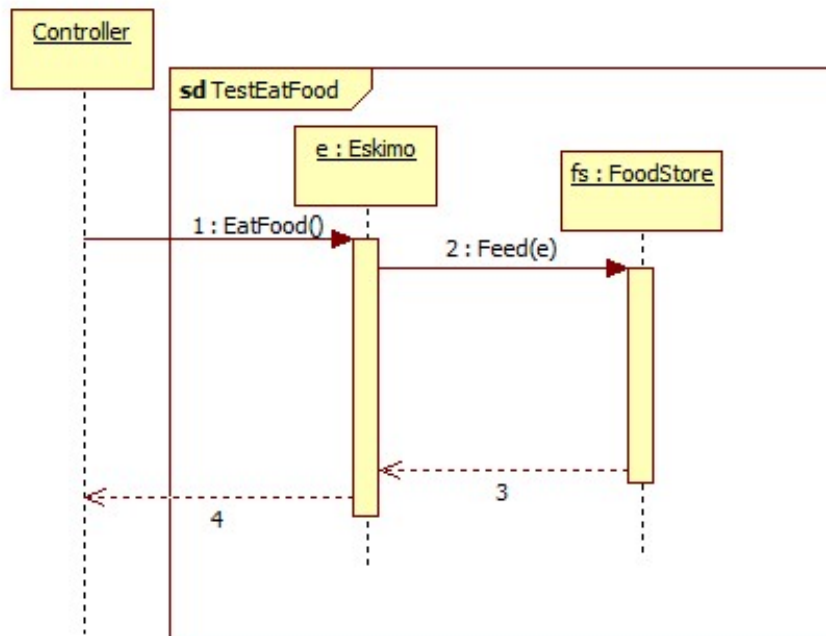 Controller
sd TestEatFood
e : Eskimo
fs : FoodStore
1 : EatFood()
2 : Feed(e)
3
4